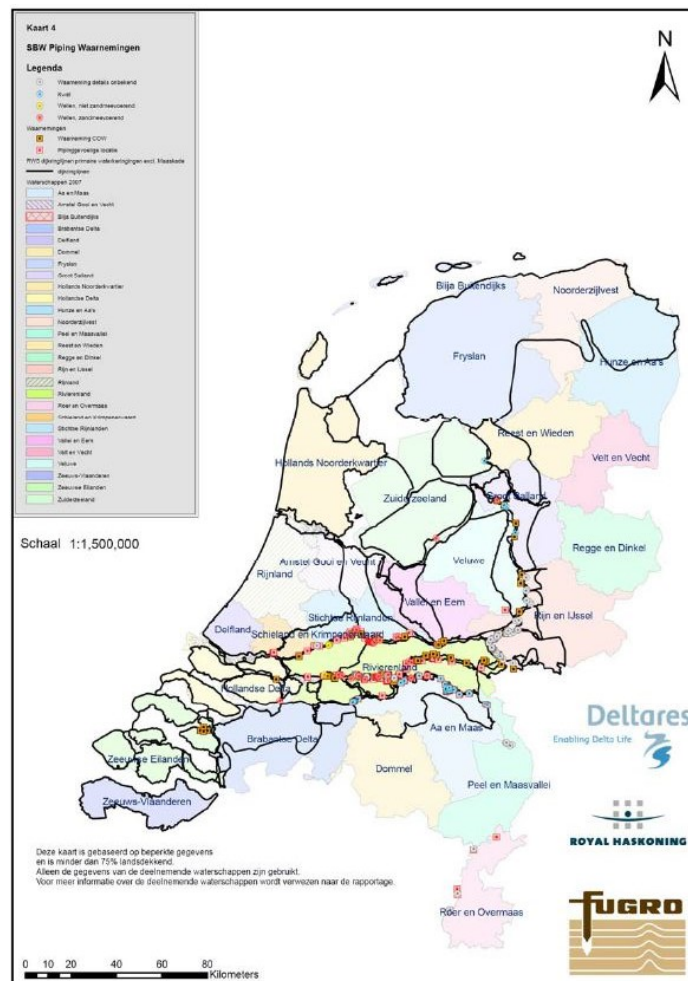 Kaart 4
SBW Piping Waarnemingen
Legenda
Waarneming details onbekend
Kwel
Wellen, niet zandmeevoerend
Wellen, zandmeevoerend
Waarnemingen
Waarneming COW
Pipinggevoelige locatie
RWS dijkringlijnen primaire waterkeringen excl. Maaskade
dijkringlijnen
Waterschappen 2007
Aa en Maas
Amstel Gooi en Vecht
Blija Buitendijks
Brabantse Delta
Delfland
Dommel
Fryslan
Groot Salland
Hollands Noorderkwartier
Hollandse Delta
Hunze en Aa's
Noorderzijlvest
Peel en Maasvallei
Reest en Wieden
Regge en Dinkel
Rijn en IJssel
Rijnland
Rivierenland
Roer en Overmaas
Schieland en Krimpenerwaard
Stichtse Rijnlanden
Vallei en Eem
Velt en Vecht
Veluwe
Zeeuws-Vlaanderen
Zeeuwse Eilanden
Zuiderzeeland
N
Schaal 1:1,500,000
Blija Buitendijks
Noorderzijlvest
Fryslan
Hunze en Aa's
Reest en Wieden
Hollands Noorderkwartier
Velt en Vecht
Zuiderzeeland
Groot Salland
Regge en Dinkel
Amstel Gooi en Vecht
Veluwe
Rijnland
Vallei en Eem
Stichtse Rijnlanden
Rijn en IJssel
Delfland
Schieland en Krimpenerwaard
Rivierenland
Hollandse Delta
Brabantse Delta
Aa en Maas
Zeeuwse Eilanden
Dommel
Peel en Maasvallei
Zeeuws-Vlaanderen
Roer en Overmaas
Deltares
Enabling Delta Life
ROYAL HASKONING
FUGRO
Deze kaart is gebaseerd op beperkte gegevens
en is minder dan 75% landsdekkend.
Alleen de gegevens van de deelnemende waterschappen zijn gebruikt.
Voor meer informatie over de deelnemende waterschappen wordt verwezen naar de rapportage.
0 10 20 40 60 80
Kilometers